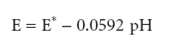 E = E* − 0.0592 pH